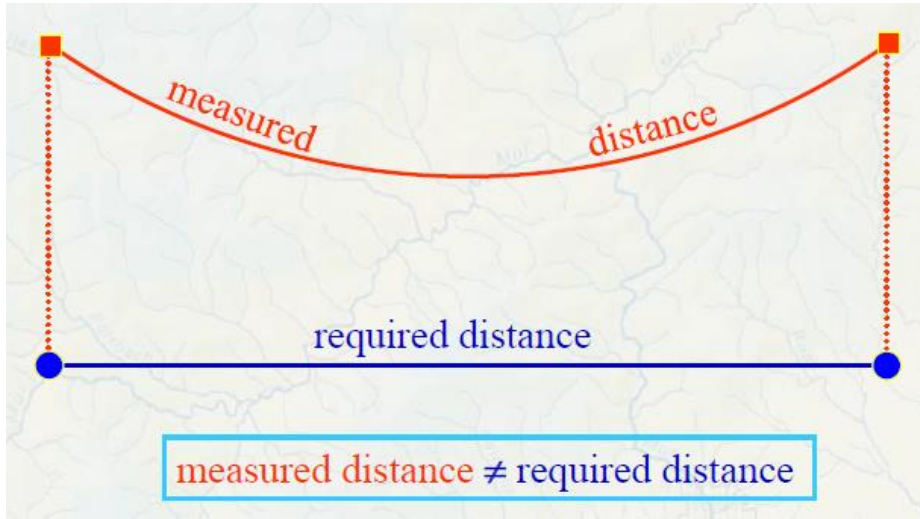 measured
distance
required distance
measured distance ≠ required distance